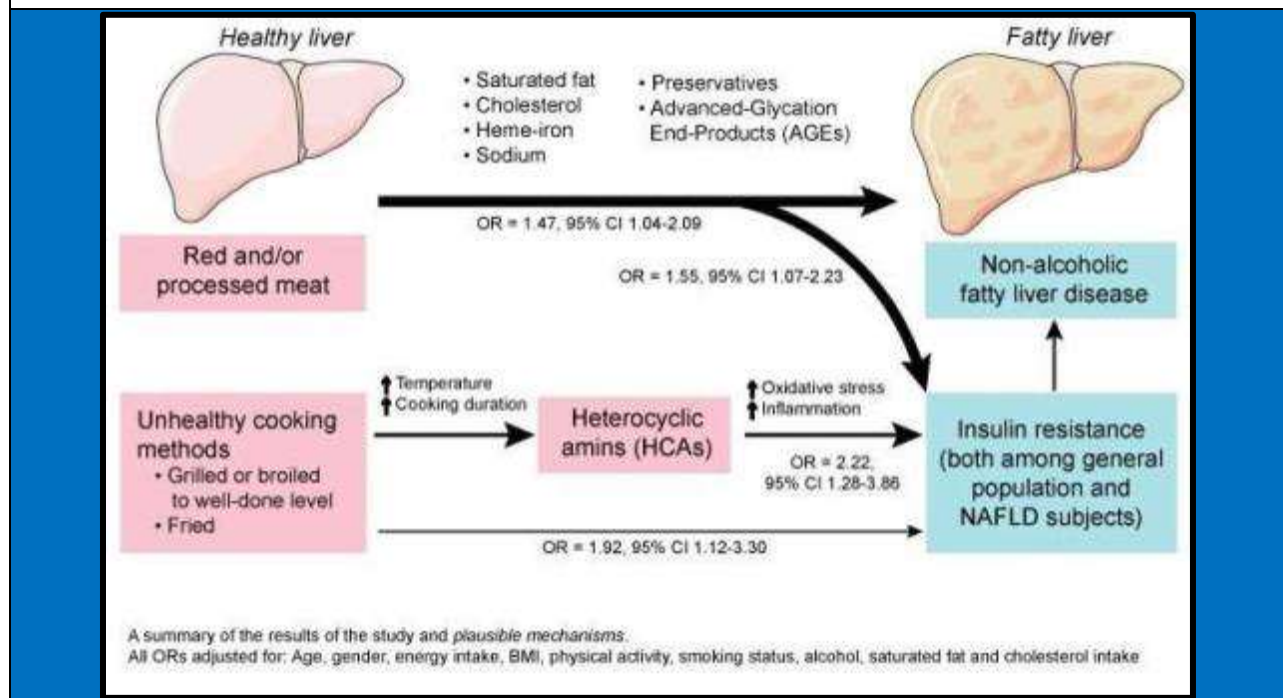 Healthy liver
Fatty liver
• Saturated fat
• Cholesterol
• Heme-iron
• Sodium
• Preservatives
• Advanced-Glycation
End-Products (AGEs)
OR = 1.47, 95% CI 1.04-2.09
Red and/or
processed meat
OR = 1.55, 95% CI 1.07-2.23
Non-alcoholic
fatty liver disease
Unhealthy cooking
methods
• Grilled or broiled
to well-done level
• Fried
Temperature
Cooking duration
Heterocyclic
amins (HCAs)
Oxidative stress
Inflammation
OR = 2.22,
95% CI 1.28-3.86
Insulin resistance
(both among general
population and
NAFLD subjects)
OR = 1.92, 95% CI 1.12-3.30
A summary of the results of the study and plausible mechanisms.
All ORs adjusted for: Age, gender, energy intake, BMI, physical activity, smoking status, alcohol, saturated fat and cholesterol intake